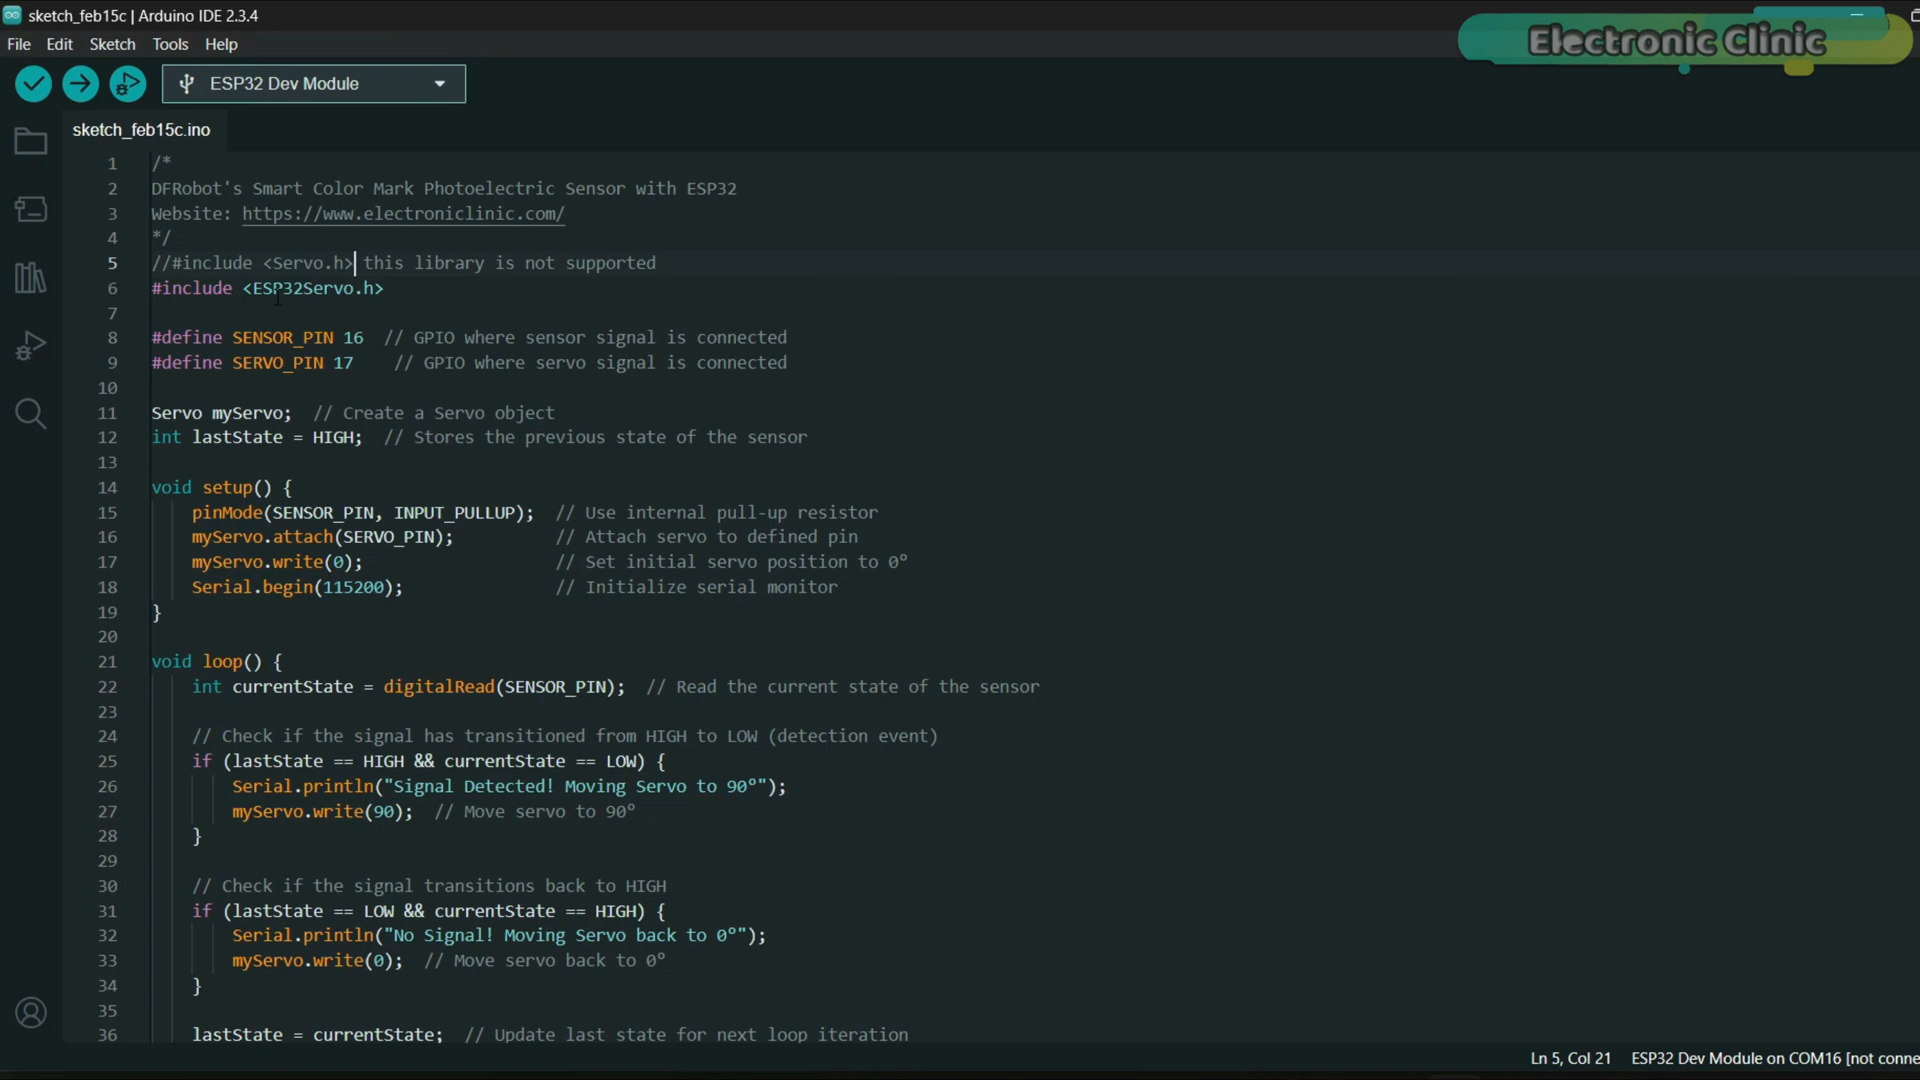 sketch_feb15c | Arduino IDE 2.3.4
Electronic Clinic
File Edit Sketch Tools Help
ESP32 Dev Module
sketch_feb15c.ino
1 /*
2 DFRobot's Smart Color Mark Photoelectric Sensor with ESP32
3 Website: https://www.electroniclinic.com/
4 */
5 //#include <Servo.h> this library is not supported
6 #include <ESP32Servo.h>
7
8 #define SENSOR_PIN 16  // GPIO where sensor signal is connected
9 #define SERVO_PIN 17    // GPIO where servo signal is connected
10
11 Servo myServo;  // Create a Servo object
12 int lastState = HIGH;  // Stores the previous state of the sensor
13
14 void setup() {
15     pinMode(SENSOR_PIN, INPUT_PULLUP);  // Use internal pull-up resistor
16     myServo.attach(SERVO_PIN);          // Attach servo to defined pin
17     myServo.write(0);                   // Set initial servo position to 0°
18     Serial.begin(115200);               // Initialize serial monitor
19 }
20
21 void loop() {
22     int currentState = digitalRead(SENSOR_PIN);  // Read the current state of the sensor
23
24     // Check if the signal has transitioned from HIGH to LOW (detection event)
25     if (lastState == HIGH && currentState == LOW) {
26         Serial.println("Signal Detected! Moving Servo to 90°");
27         myServo.write(90);  // Move servo to 90°
28     }
29
30     // Check if the signal transitions back to HIGH
31     if (lastState == LOW && currentState == HIGH) {
32         Serial.println("No Signal! Moving Servo back to 0°");
33         myServo.write(0);  // Move servo back to 0°
34     }
35
36     lastState = currentState;  // Update last state for next loop iteration
Ln 5, Col 21 ESP32 Dev Module on COM16 [not conne